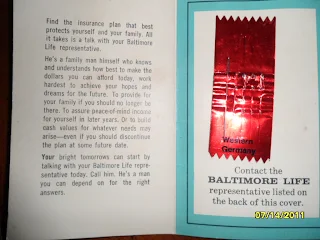 Find the insurance plan that best
protects yourself and your family. All
it takes is a talk with your Baltimore
Life representative.
He's a family man himself who knows
and understands how best to make the
dollars you can afford today, work
hardest to achieve your hopes and
dreams for the future. To provide for
your family if you should no longer be
there. To assure peace-of-mind income
for yourself in later years. Or to build
cash values for whatever needs may
arise—even if you should discontinue
the plan at some future date.
Your bright tomorrows can start by
talking with your Baltimore Life repre-
sentative today. Call him. He's a man
you can depend on for the right
answers.
Western
Germany
Contact the
BALTIMORE LIFE
representative listed on
the back of this cover.
07/14/2011